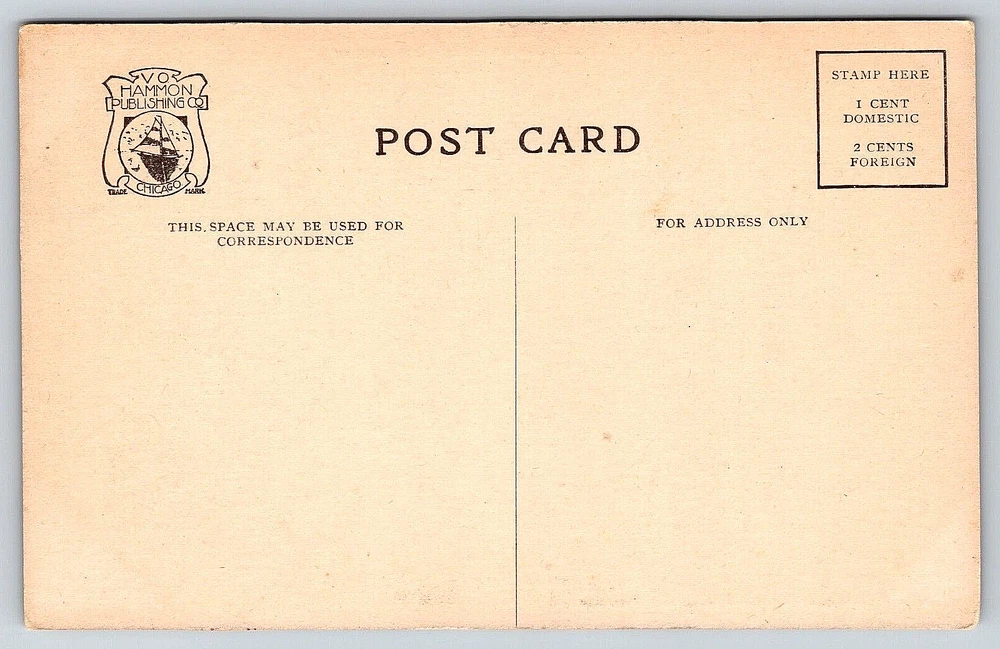 VO
HAMMON
PUBLISHING CO
CHICAGO
TRADE MARK
POST CARD
STAMP HERE
1 CENT
DOMESTIC
2 CENTS
FOREIGN
THIS SPACE MAY BE USED FOR
CORRESPONDENCE
FOR ADDRESS ONLY